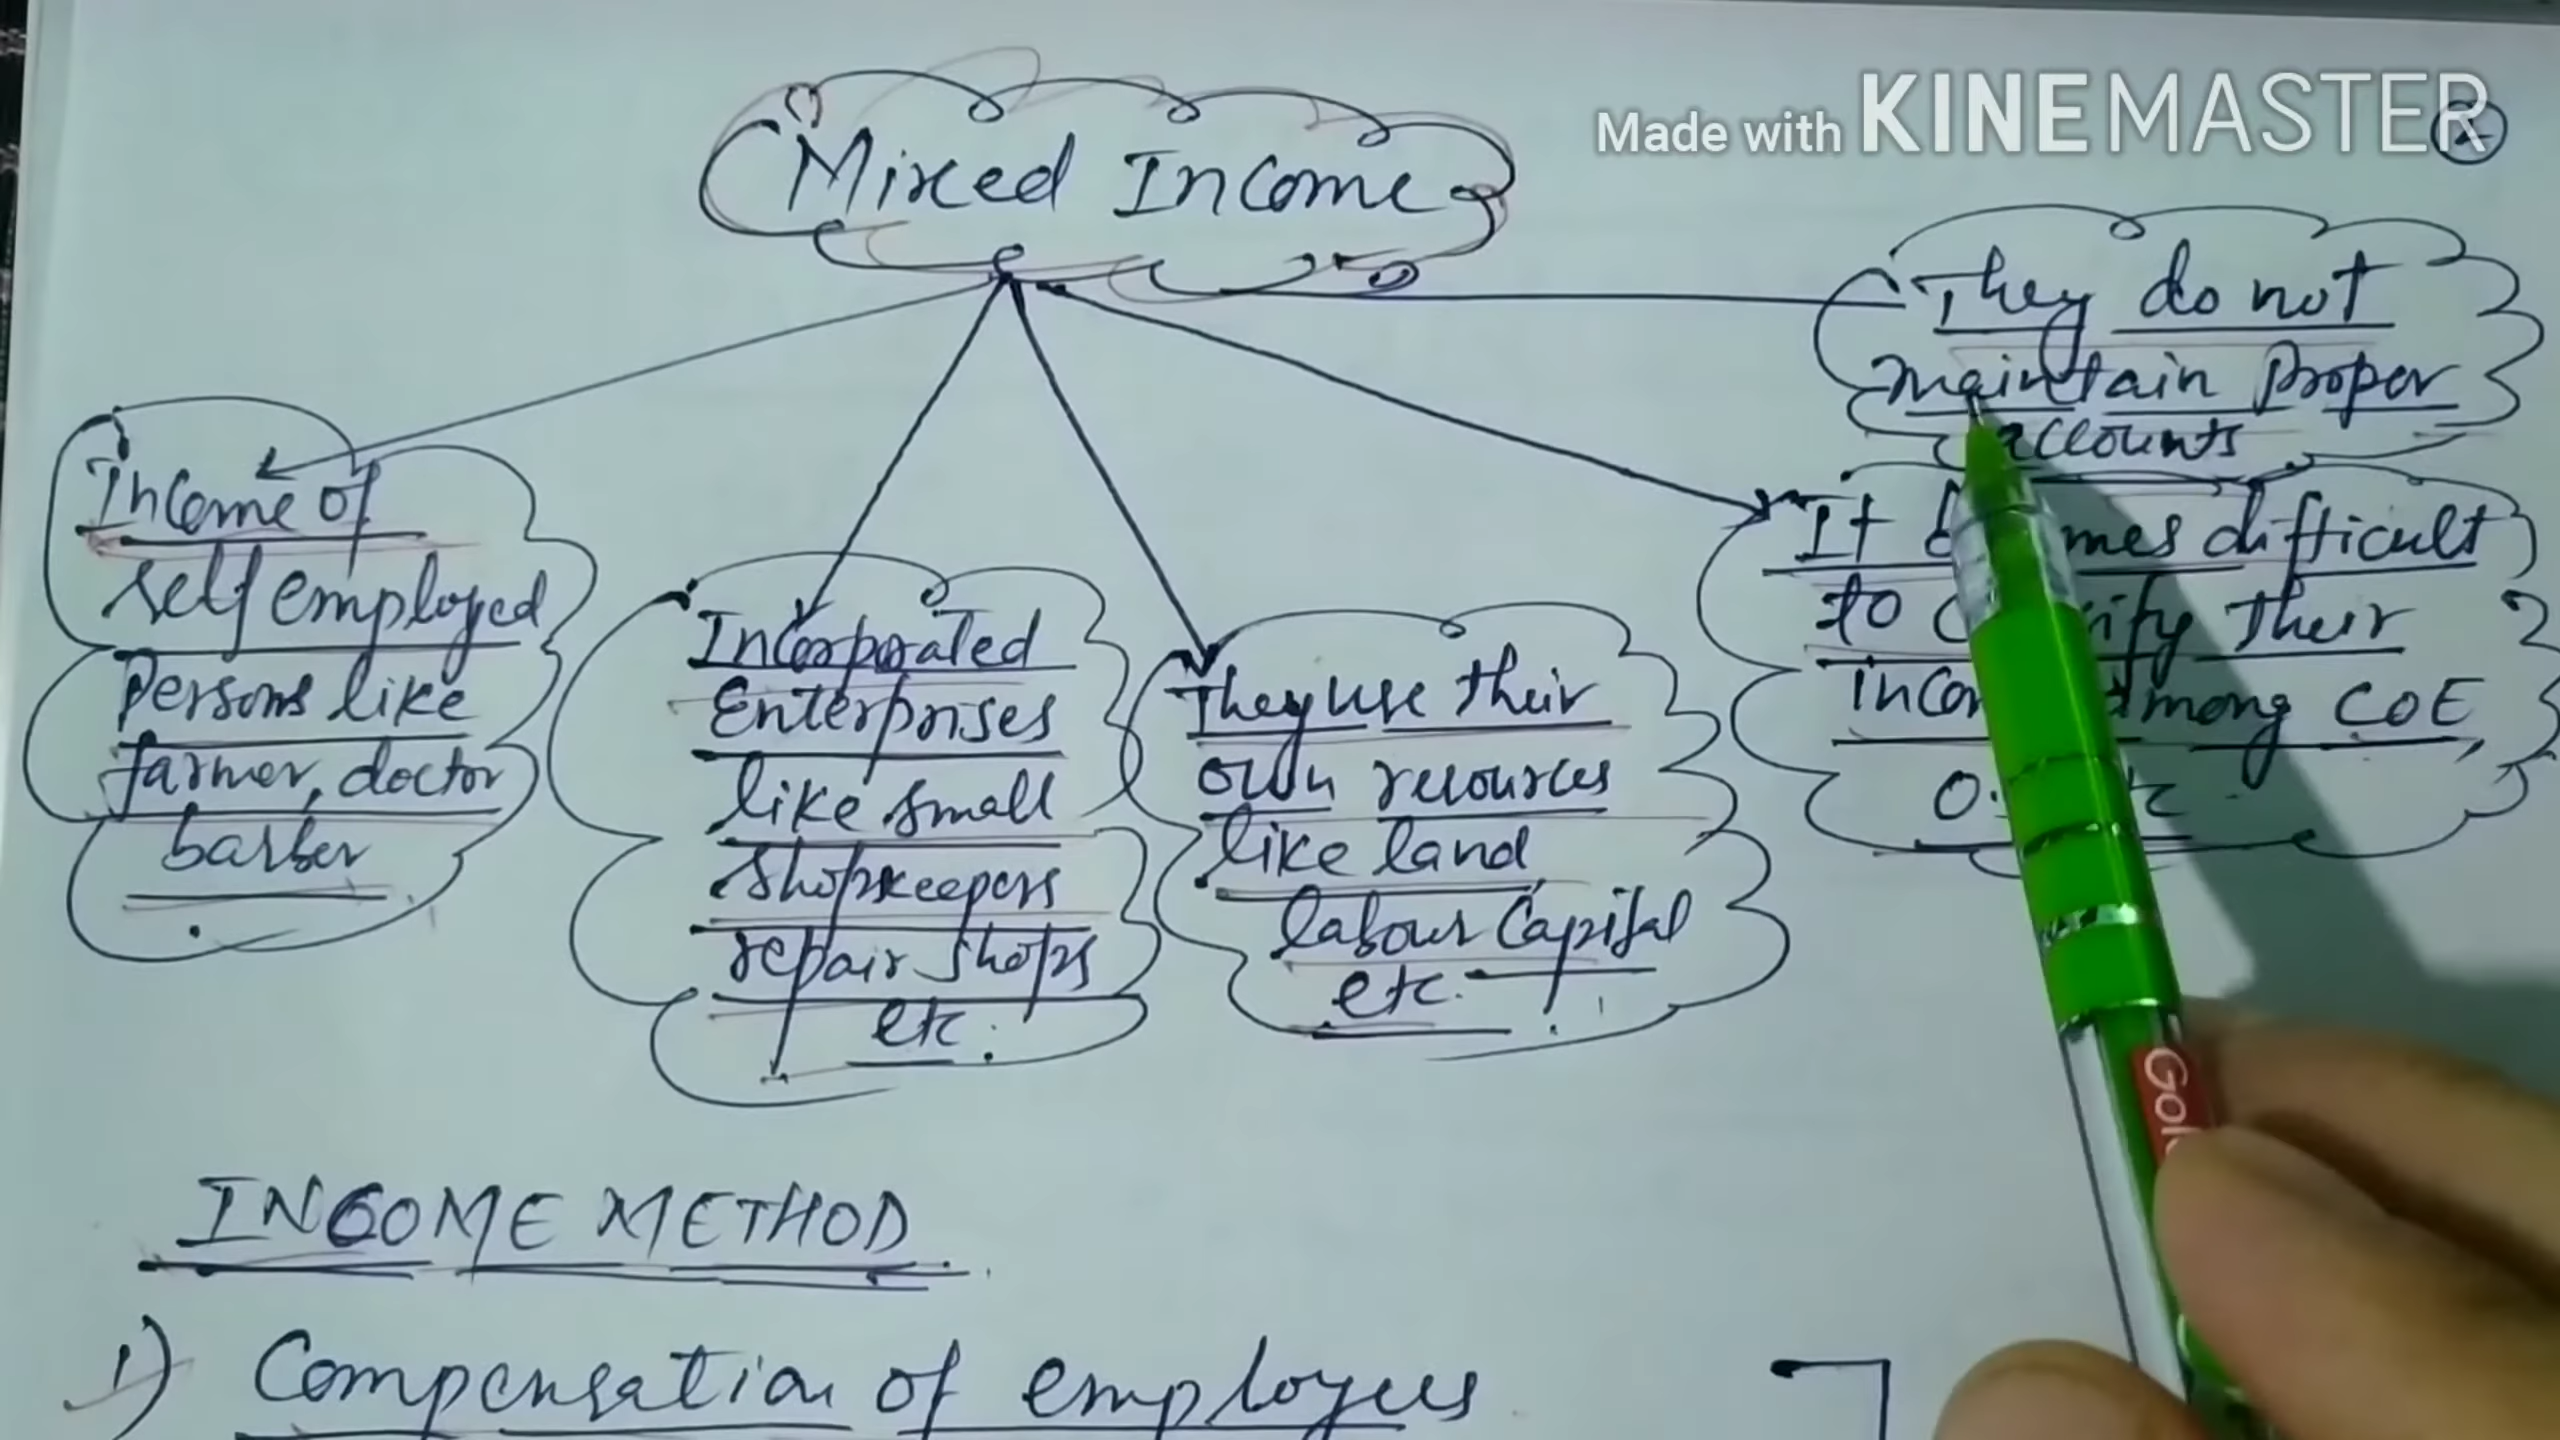 Made with KINEMASTER
2
Mixed Income
They do not
maintain proper
accounts
Income of
self employed
persons like
farmer, doctor
barber
Incorporated
Enterprises
like small
shopkeepers
repair shops
etc.
They use their
own resources
like land,
labour Capital
etc.
It difficult
to their
among COE,
INCOME METHOD
1) Compensation of employees
Gol